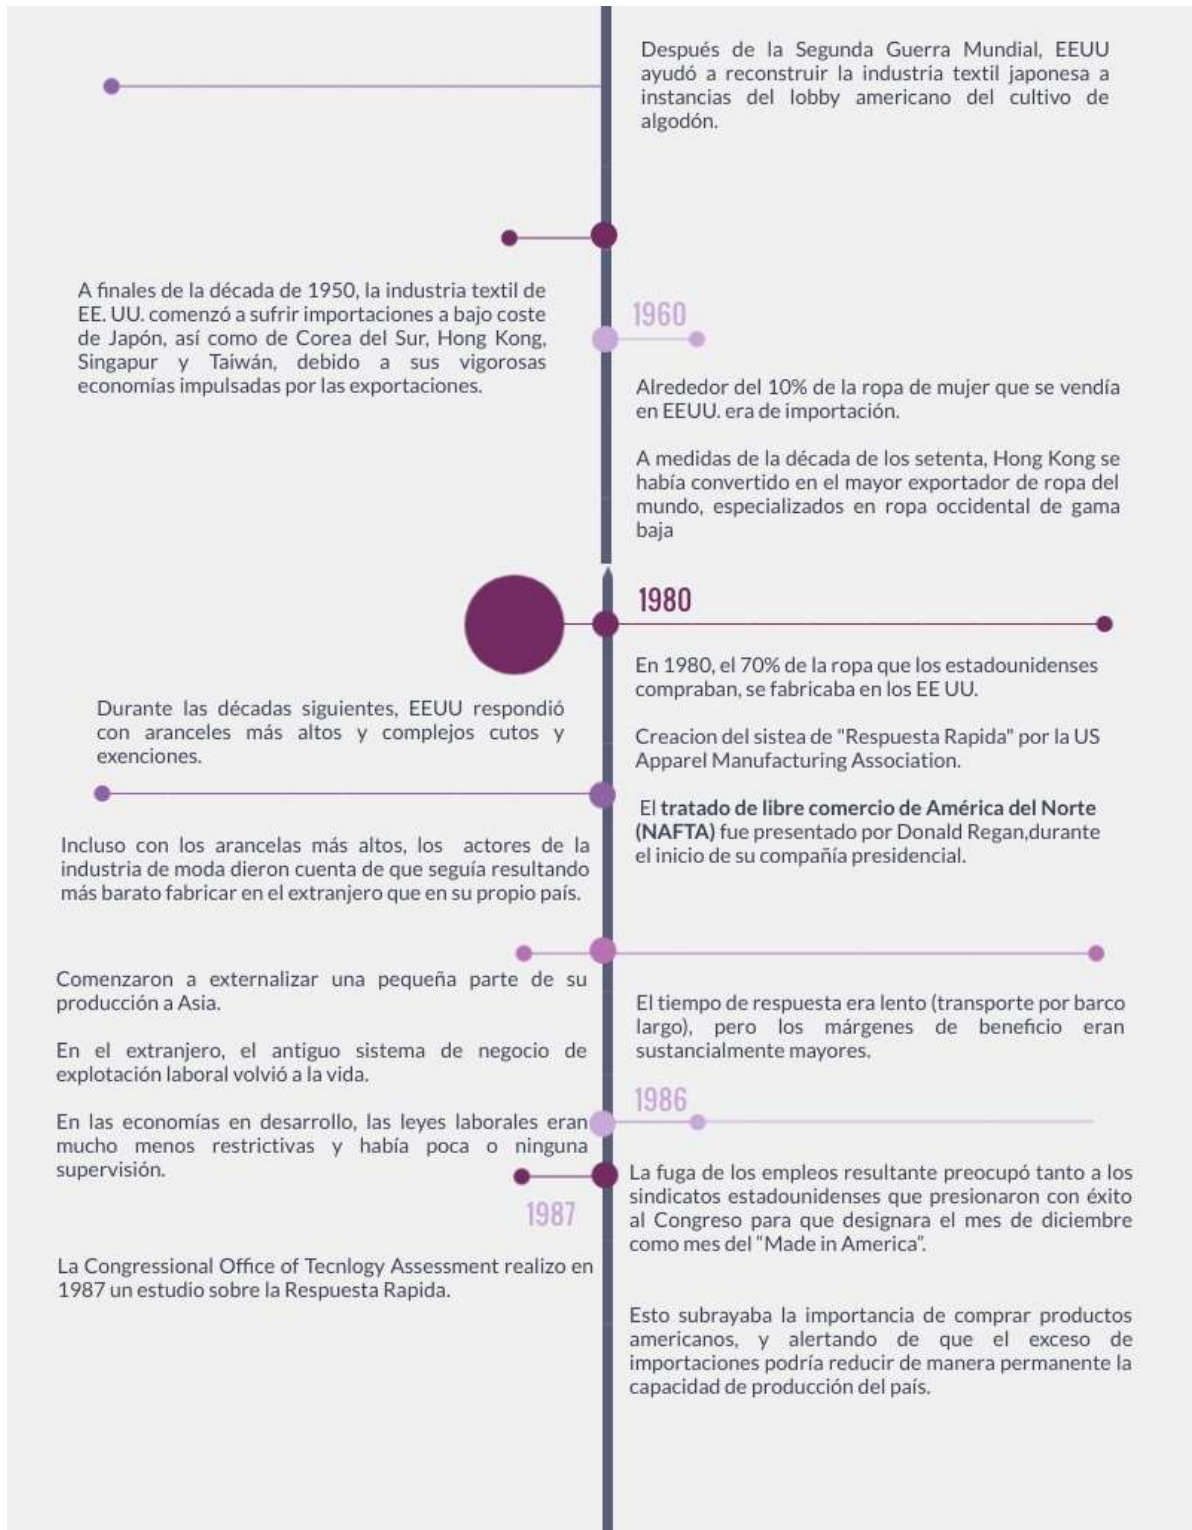 Después de la Segunda Guerra Mundial, EEUU
ayudó a reconstruir la industria textil japonesa a
instancias del lobby americano del cultivo de
algodón.
A finales de la década de 1950, la industria textil de
EE. UU. comenzó a sufrir importaciones a bajo coste
de Japón, así como de Corea del Sur, Hong Kong,
Singapur y Taiwán, debido a sus vigorosas
economías impulsadas por las exportaciones.
1960
Alrededor del 10% de la ropa de mujer que se vendía
en EEUU. era de importación.
A medidas de la década de los setenta, Hong Kong se
había convertido en el mayor exportador de ropa del
mundo, especializados en ropa occidental de gama
baja
1980
En 1980, el 70% de la ropa que los estadounidenses
compraban, se fabricaba en los EE UU.
Creacion del sistea de "Respuesta Rapida" por la US
Apparel Manufacturing Association.
El tratado de libre comercio de América del Norte
(NAFTA) fue presentado por Donald Regan,durante
el inicio de su compañía presidencial.
Durante las décadas siguientes, EEUU respondió
con aranceles más altos y complejos cutos y
exenciones.
Incluso con los arancelas más altos, los actores de la
industria de moda dieron cuenta de que seguía resultando
más barato fabricar en el extranjero que en su propio país.
Comenzaron a externalizar una pequeña parte de su
producción a Asia.
En el extranjero, el antiguo sistema de negocio de
explotación laboral volvió a la vida.
En las economías en desarrollo, las leyes laborales eran
mucho menos restrictivas y había poca o ninguna
supervisión.
El tiempo de respuesta era lento (transporte por barco
largo), pero los márgenes de beneficio eran
sustancialmente mayores.
1986
La fuga de los empleos resultante preocupó tanto a los
sindicatos estadounidenses que presionaron con éxito
al Congreso para que designara el mes de diciembre
como mes del “Made in America”.
Esto subrayaba la importancia de comprar productos
americanos, y alertando de que el exceso de
importaciones podría reducir de manera permanente la
capacidad de producción del país.
1987
La Congressional Office of Tecnlogy Assessment realizo en
1987 un estudio sobre la Respuesta Rapida.